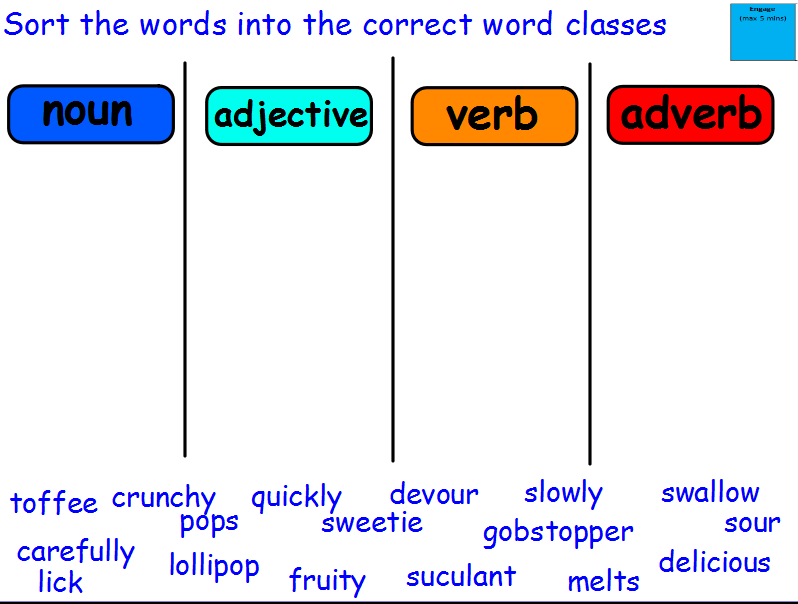 Sort the words into the correct word classes
Engage
(max 5 mins)
noun adjective verb adverb
toffee crunchy quickly devour slowly swallow
pops sweetie gobstopper sour
carefully lollipop delicious
lick fruity suculant melts